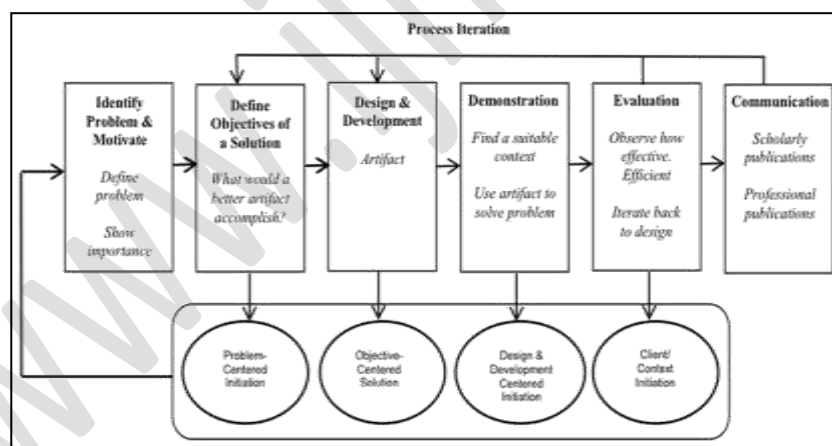 Process Iteration
Identify
Problem &
Motivate
Define
problem
Show
importance
Define
Objectives of
a Solution
What would a
better artifact
accomplish?
Design &
Development
Artifact
Demonstration
Find a suitable
context
Use artifact to
solve problem
Evaluation
Observe how
effective.
Efficient
Iterate back
to design
Communication
Scholarly
publications
Professional
publications
Problem-
Centered
Initiation
Objective-
Centered
Solution
Design &
Development
Centered
Initiation
Client/
Context
Initiation